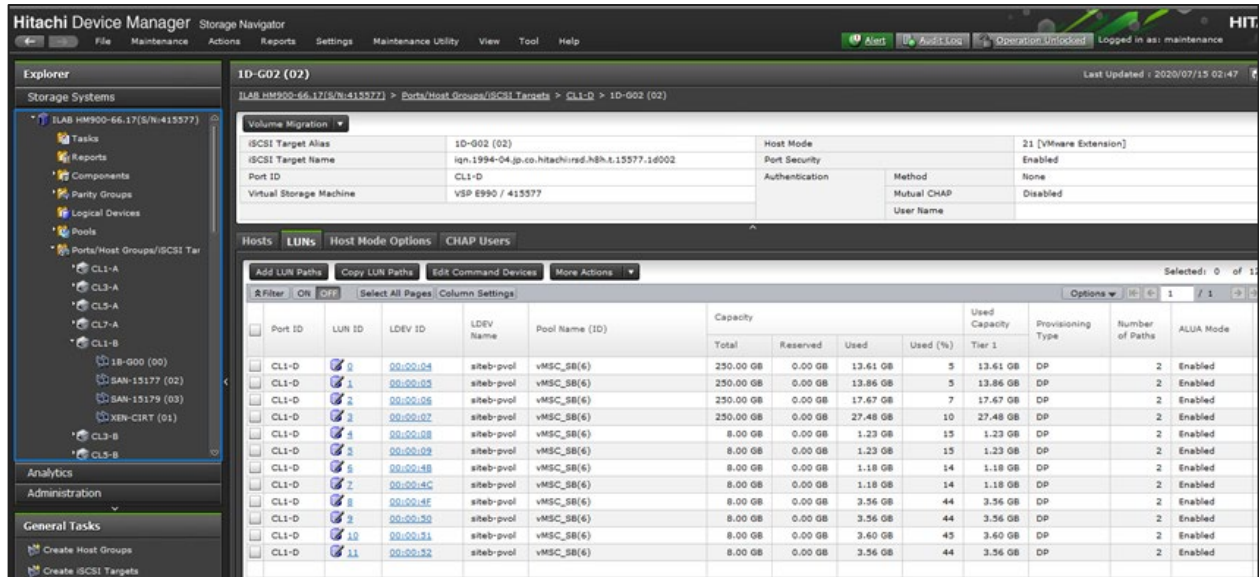 Hitachi Device Manager Storage Navigator
HIT
File Maintenance Actions Reports Settings Maintenance Utility View Tool Help
Alert Audit Log Operation Unlocked Logged in as: maintenance
Explorer
Storage Systems
ILAB HM900-66.17(S/N:415577)
Tasks
Reports
Components
Parity Groups
Logical Devices
Pools
Ports/Host Groups/iSCSI Tar
CL1-A
CL3-A
CL5-A
CL7-A
CL1-B
1B-G00 (00)
SAN-15177 (02)
SAN-15179 (03)
XEN-CIRT (01)
CL3-B
CL5-B
Analytics
Administration
General Tasks
Create Host Groups
Create iSCSI Targets
1D-G02 (02)
Last Updated : 2020/07/15 02:47
ILAB HM900-66.17(S/N:415577) > Ports/Host Groups/iSCSI Targets > CL1-D > 1D-G02 (02)
Volume Migration
iSCSI Target Alias 1D-G02 (02) Host Mode 21 [VMware Extension]
iSCSI Target Name iqn.1994-04.jp.co.hitachi:rsd.h8h.t.15577.1d002 Port Security Enabled
Port ID CL1-D Authentication Method None
Virtual Storage Machine VSP E990 / 415577 Mutual CHAP Disabled
User Name
Hosts LUNs Host Mode Options CHAP Users
Add LUN Paths Copy LUN Paths Edit Command Devices More Actions Selected: 0 of 12
Filter ON OFF Select All Pages Column Settings Options 1 / 1
Port ID LUN ID LDEV ID LDEV Name Pool Name (ID) Capacity Used Capacity Provisioning Type Number of Paths ALUA Mode
Total Reserved Used Used (%) Tier 1
CL1-D 0 00:00:04 siteb-pvol vMSC_SB(6) 250.00 GB 0.00 GB 13.61 GB 5 13.61 GB DP 2 Enabled
CL1-D 1 00:00:05 siteb-pvol vMSC_SB(6) 250.00 GB 0.00 GB 13.86 GB 5 13.86 GB DP 2 Enabled
CL1-D 2 00:00:06 siteb-pvol vMSC_SB(6) 250.00 GB 0.00 GB 17.67 GB 7 17.67 GB DP 2 Enabled
CL1-D 3 00:00:07 siteb-pvol vMSC_SB(6) 250.00 GB 0.00 GB 27.48 GB 10 27.48 GB DP 2 Enabled
CL1-D 4 00:00:08 siteb-pvol vMSC_SB(6) 8.00 GB 0.00 GB 1.23 GB 15 1.23 GB DP 2 Enabled
CL1-D 5 00:00:09 siteb-pvol vMSC_SB(6) 8.00 GB 0.00 GB 1.23 GB 15 1.23 GB DP 2 Enabled
CL1-D 6 00:00:4B siteb-pvol vMSC_SB(6) 8.00 GB 0.00 GB 1.18 GB 14 1.18 GB DP 2 Enabled
CL1-D 7 00:00:4C siteb-pvol vMSC_SB(6) 8.00 GB 0.00 GB 1.18 GB 14 1.18 GB DP 2 Enabled
CL1-D 8 00:00:4F siteb-pvol vMSC_SB(6) 8.00 GB 0.00 GB 3.56 GB 44 3.56 GB DP 2 Enabled
CL1-D 9 00:00:50 siteb-pvol vMSC_SB(6) 8.00 GB 0.00 GB 3.56 GB 44 3.56 GB DP 2 Enabled
CL1-D 10 00:00:51 siteb-pvol vMSC_SB(6) 8.00 GB 0.00 GB 3.60 GB 45 3.60 GB DP 2 Enabled
CL1-D 11 00:00:52 siteb-pvol vMSC_SB(6) 8.00 GB 0.00 GB 3.56 GB 44 3.56 GB DP 2 Enabled